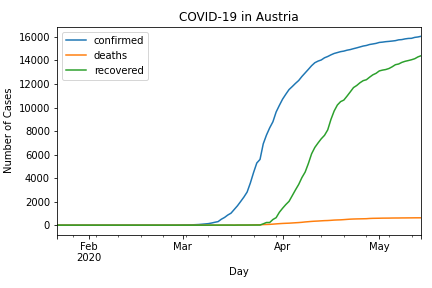 COVID-19 in Austria
confirmed
deaths
recovered
16000
14000
12000
10000
8000
6000
4000
2000
0
Number of Cases
Feb
2020
Mar
Apr
May
Day